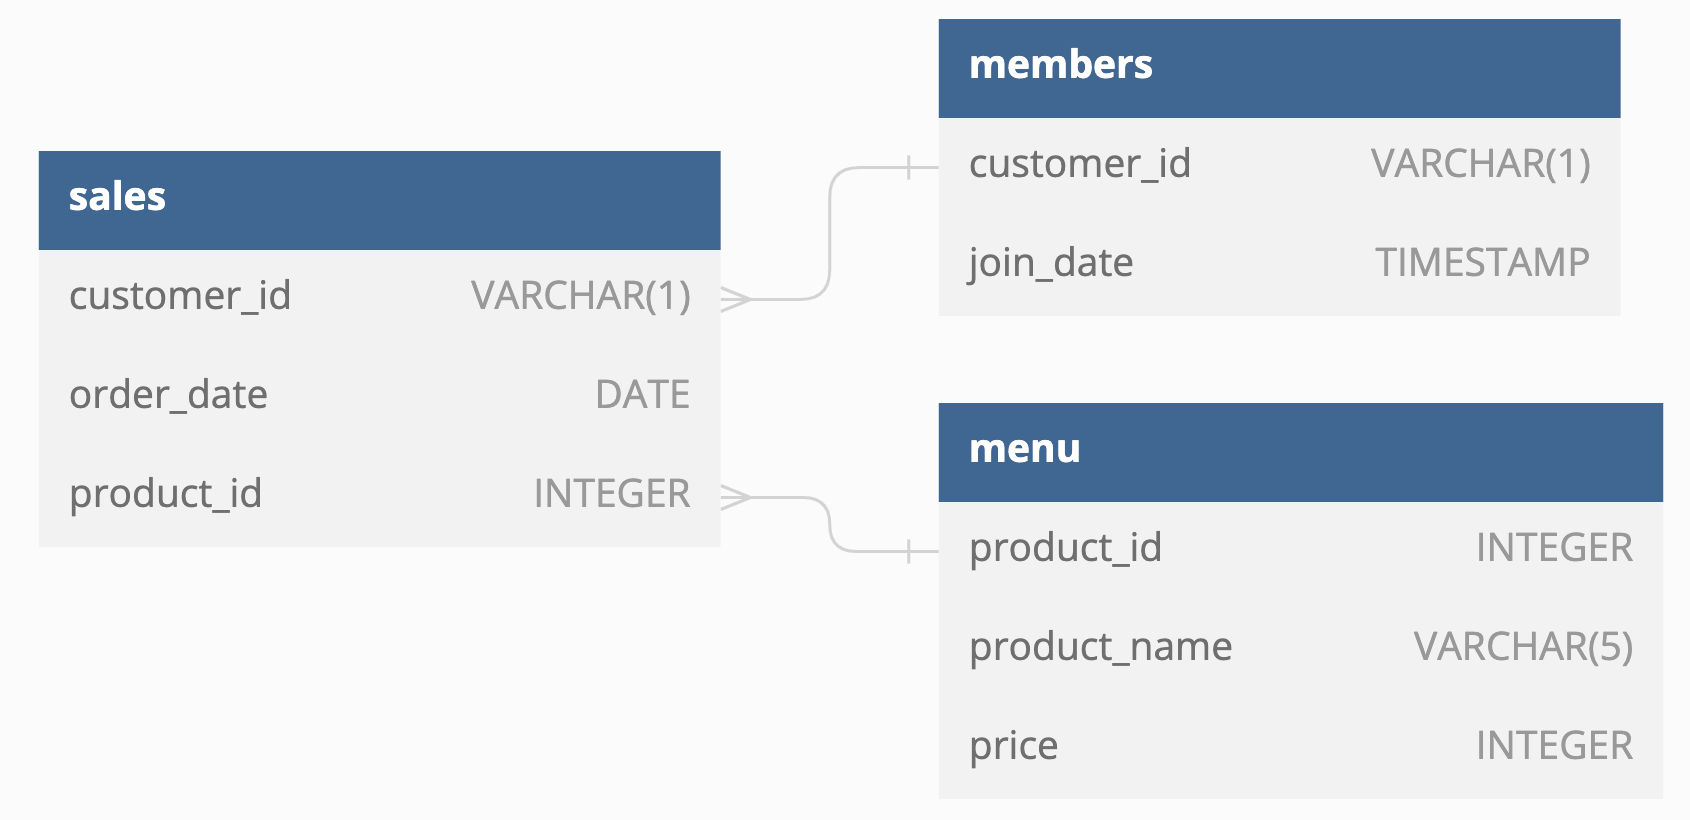 sales
customer_id VARCHAR(1)
order_date DATE
product_id INTEGER
members
customer_id VARCHAR(1)
join_date TIMESTAMP
menu
product_id INTEGER
product_name VARCHAR(5)
price INTEGER